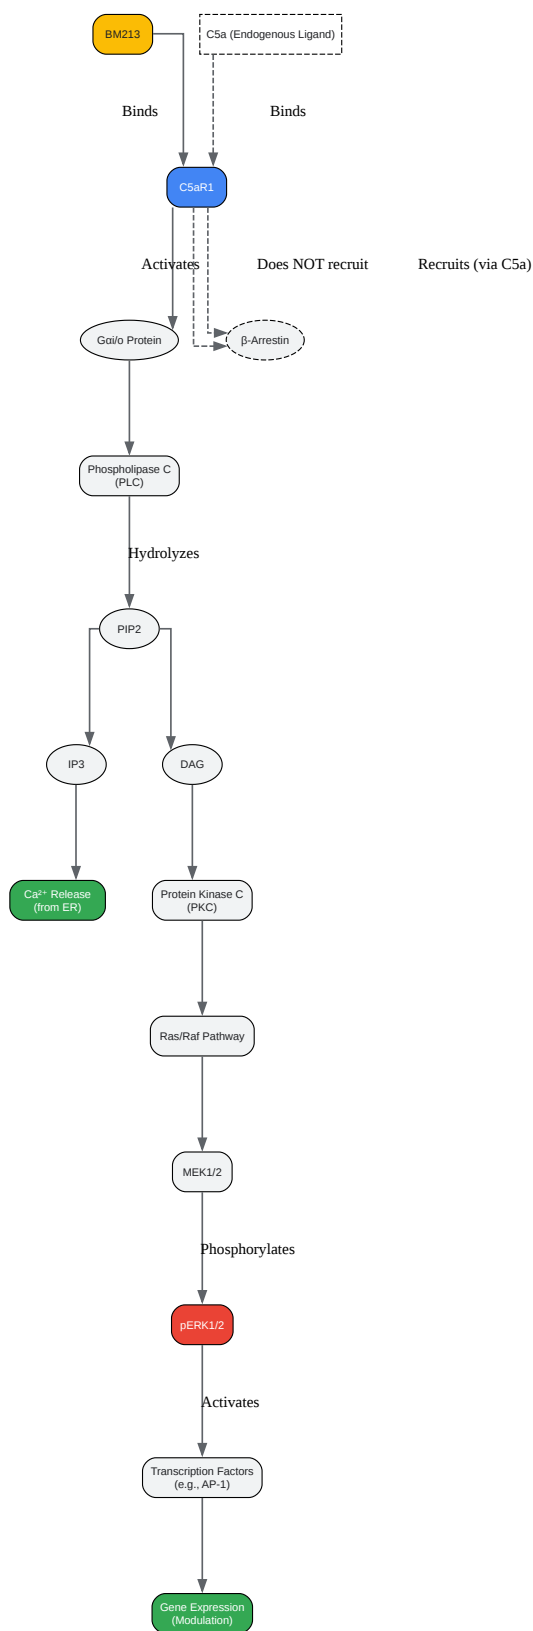 BM213
C5a (Endogenous Ligand)
Binds
Binds
C5aR1
Activates
Does NOT recruit
Recruits (via C5a)
Gαi/o Protein
β-Arrestin
Phospholipase C
(PLC)
Hydrolyzes
PIP2
IP3
DAG
Ca²⁺ Release
(from ER)
Protein Kinase C
(PKC)
Ras/Raf Pathway
MEK1/2
Phosphorylates
pERK1/2
Activates
Transcription Factors
(e.g., AP-1)
Gene Expression
(Modulation)